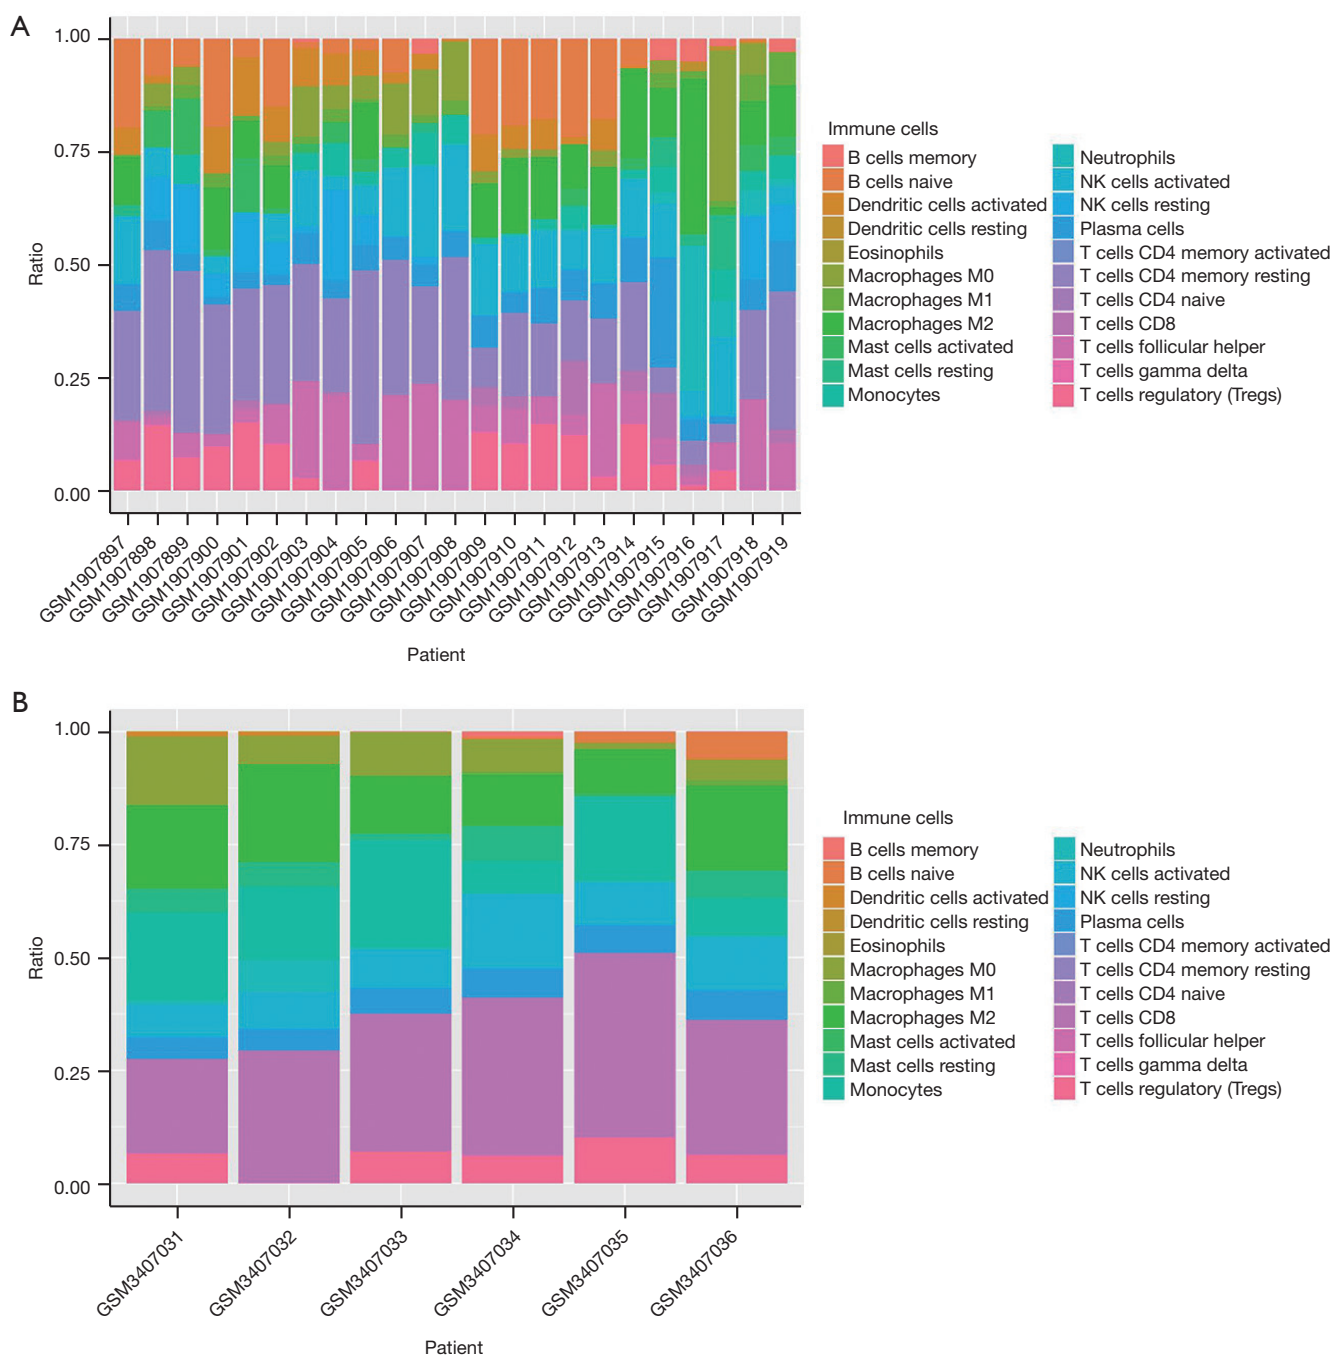 A
1.00
0.75
0.50
0.25
0.00
Ratio
GSM1907897
GSM1907898
GSM1907899
GSM1907900
GSM1907901
GSM1907902
GSM1907903
GSM1907904
GSM1907905
GSM1907906
GSM1907907
GSM1907908
GSM1907909
GSM1907910
GSM1907911
GSM1907912
GSM1907913
GSM1907914
GSM1907915
GSM1907916
GSM1907917
GSM1907918
GSM1907919
Patient
Immune cells
B cells memory
B cells naive
Dendritic cells activated
Dendritic cells resting
Eosinophils
Macrophages M0
Macrophages M1
Macrophages M2
Mast cells activated
Mast cells resting
Monocytes
Neutrophils
NK cells activated
NK cells resting
Plasma cells
T cells CD4 memory activated
T cells CD4 memory resting
T cells CD4 naive
T cells CD8
T cells follicular helper
T cells gamma delta
T cells regulatory (Tregs)
B
1.00
0.75
0.50
0.25
0.00
Ratio
GSM3407031
GSM3407032
GSM3407033
GSM3407034
GSM3407035
GSM3407036
Patient
Immune cells
B cells memory
B cells naive
Dendritic cells activated
Dendritic cells resting
Eosinophils
Macrophages M0
Macrophages M1
Macrophages M2
Mast cells activated
Mast cells resting
Monocytes
Neutrophils
NK cells activated
NK cells resting
Plasma cells
T cells CD4 memory activated
T cells CD4 memory resting
T cells CD4 naive
T cells CD8
T cells follicular helper
T cells gamma delta
T cells regulatory (Tregs)